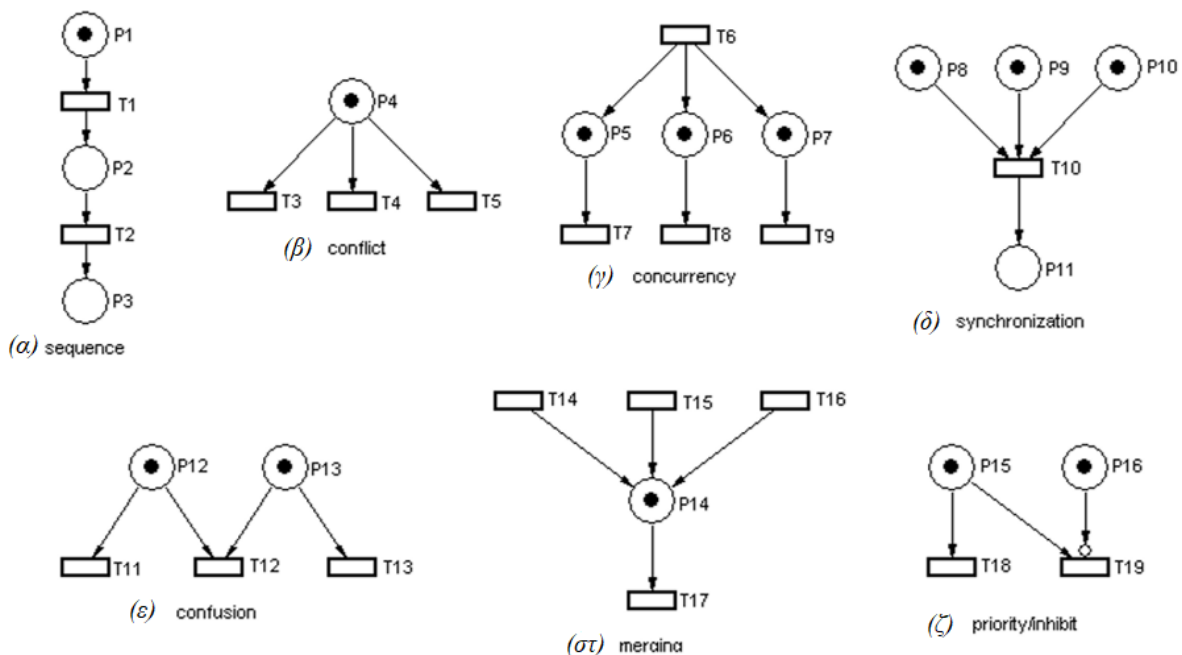 P1
T1
P2
T2
P3
(α) sequence
P4
T3 T4 T5
(β) conflict
T6
P5 P6 P7
T7 T8 T9
(γ) concurrency
P8 P9 P10
T10
P11
(δ) synchronization
P12 P13
T11 T12 T13
(ε) confusion
T14 T15 T16
P14
T17
(στ) merging
P15 P16
T18 T19
(ζ) priority/inhibit